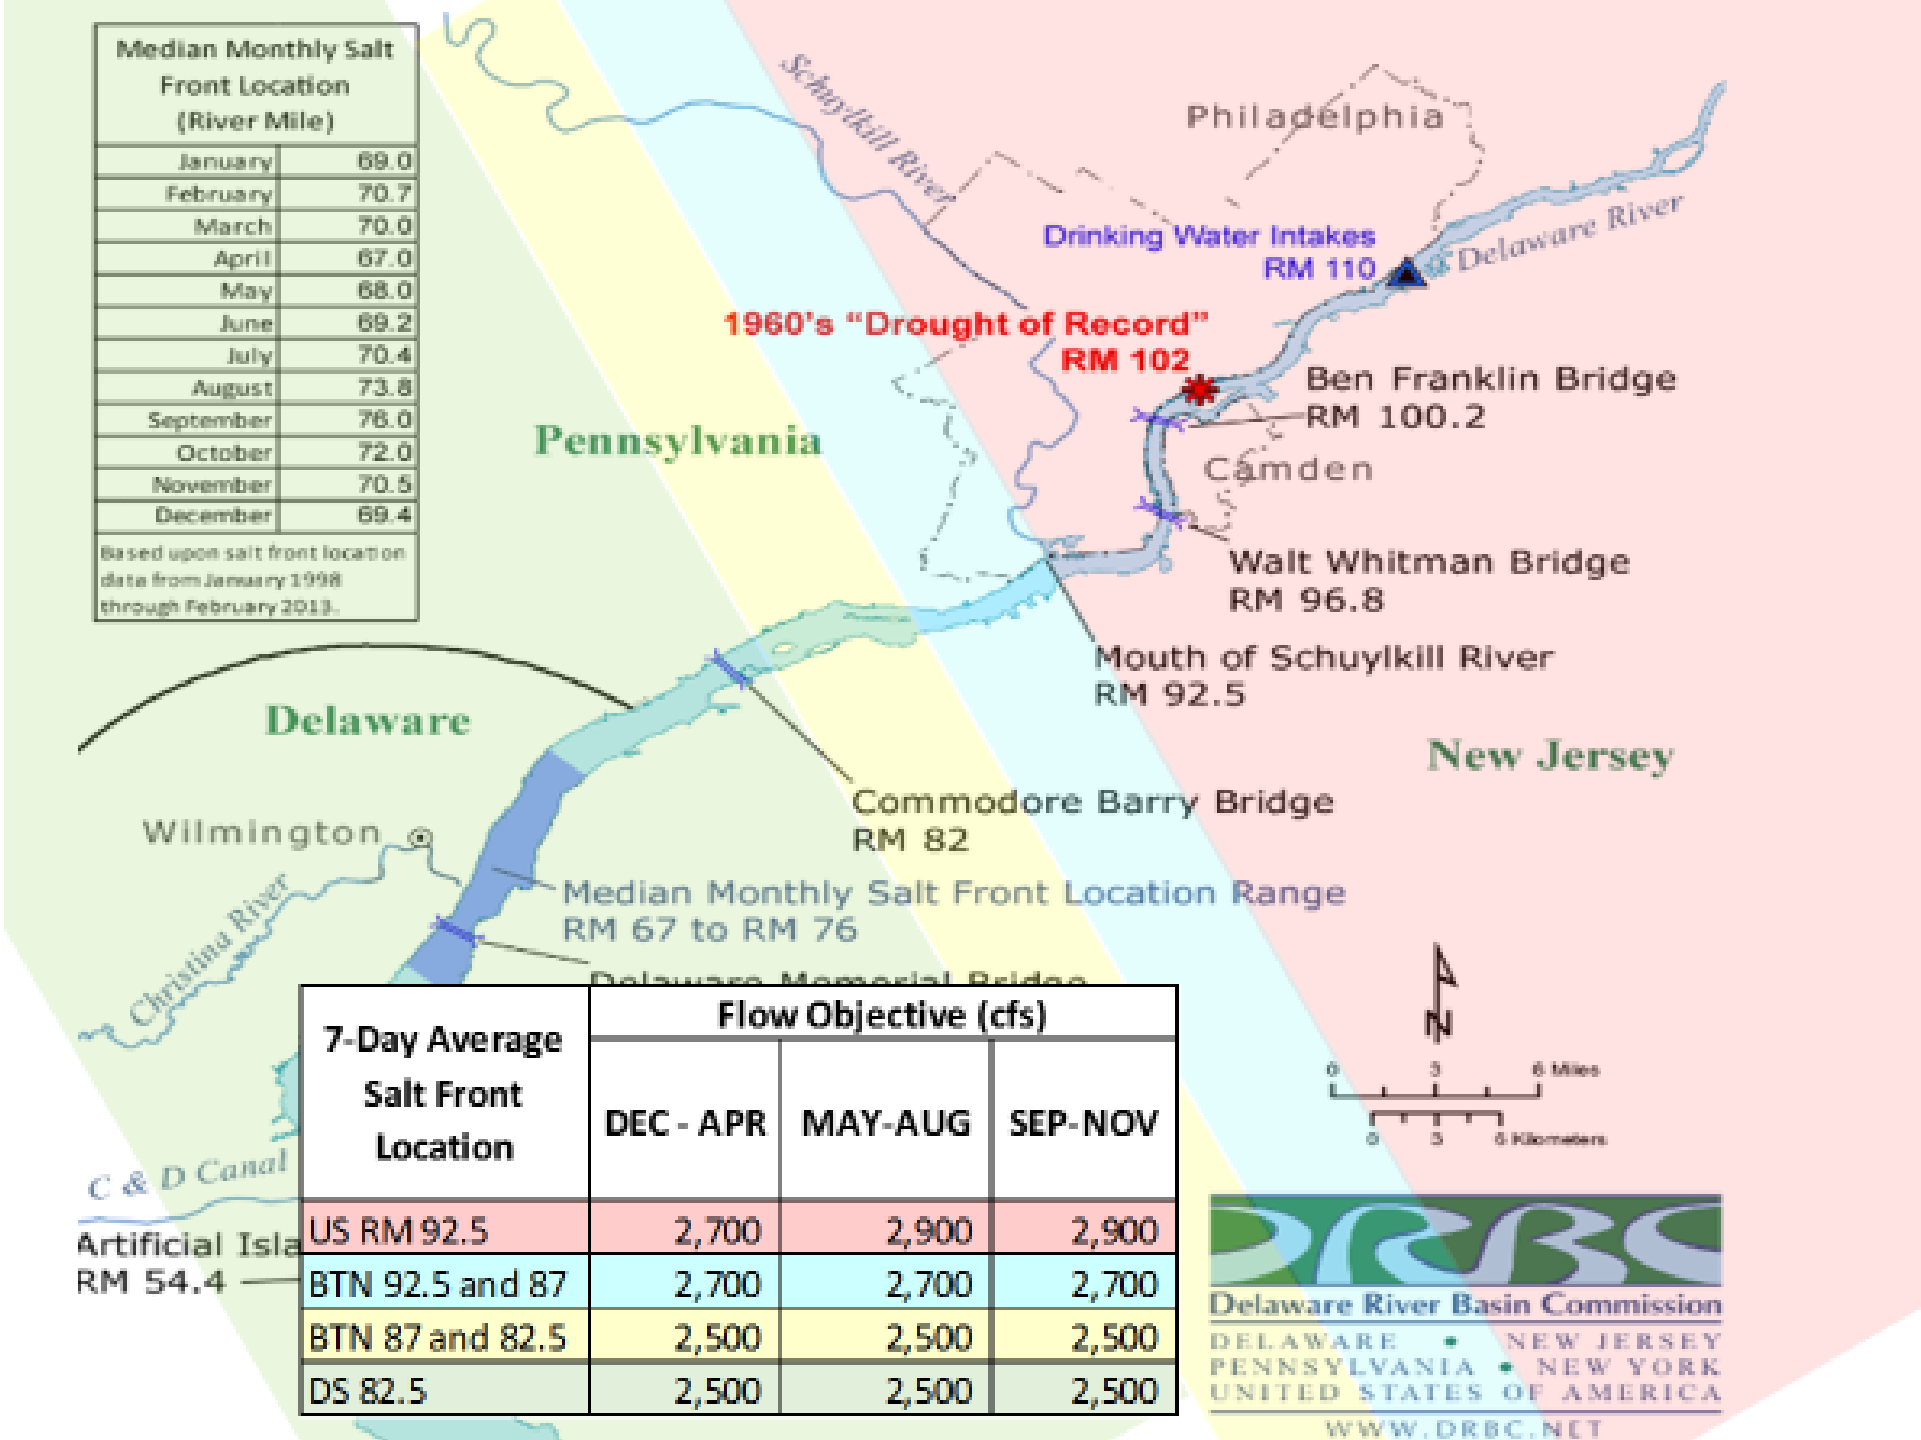 Median Monthly Salt
Front Location
(River Mile)
January 69.0
February 70.7
March 70.0
April 67.0
May 68.0
June 69.2
July 70.4
August 73.8
September 76.0
October 72.0
November 70.5
December 69.4
Based upon salt front location
data from January 1998
through February 2013.
Schuylkill River
Philadelphia
Delaware River
Drinking Water Intakes
RM 110
1960's “Drought of Record”
RM 102
Ben Franklin Bridge
RM 100.2
Pennsylvania
Camden
Walt Whitman Bridge
RM 96.8
Mouth of Schuylkill River
RM 92.5
Delaware
New Jersey
Commodore Barry Bridge
RM 82
Wilmington
Median Monthly Salt Front Location Range
RM 67 to RM 76
Christina River
Delaware Memorial Bridge
N
0 3 6 Miles
0 3 6 Kilometers
C & D Canal
Artificial Isla
RM 54.4
7-Day Average
Salt Front
Location
Flow Objective (cfs)
DEC - APR MAY-AUG SEP-NOV
US RM 92.5 2,700 2,900 2,900
BTN 92.5 and 87 2,700 2,700 2,700
BTN 87 and 82.5 2,500 2,500 2,500
DS 82.5 2,500 2,500 2,500
DRBC
Delaware River Basin Commission
DELAWARE • NEW JERSEY
PENNSYLVANIA • NEW YORK
UNITED STATES OF AMERICA
WWW.DRBC.NET